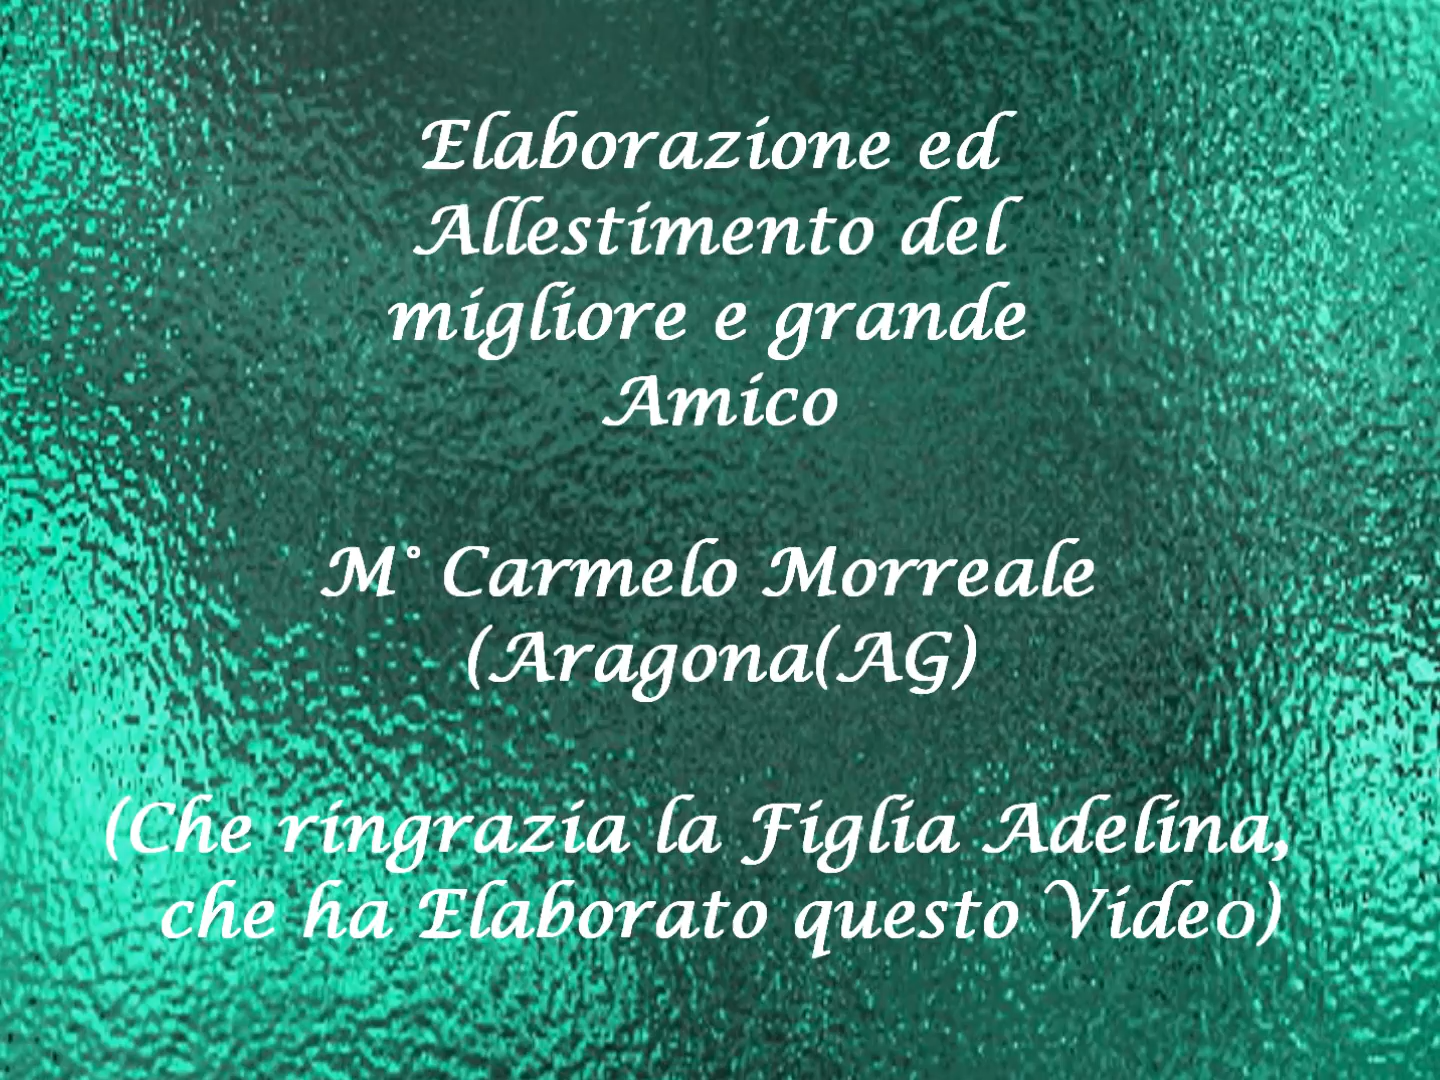 Elaborazione ed
Allestimento del
migliore e grande
Amico
M° Carmelo Morreale
(Aragona(AG)
(Che ringrazia la Figlia Adelina,
che ha Elaborato questo Video)